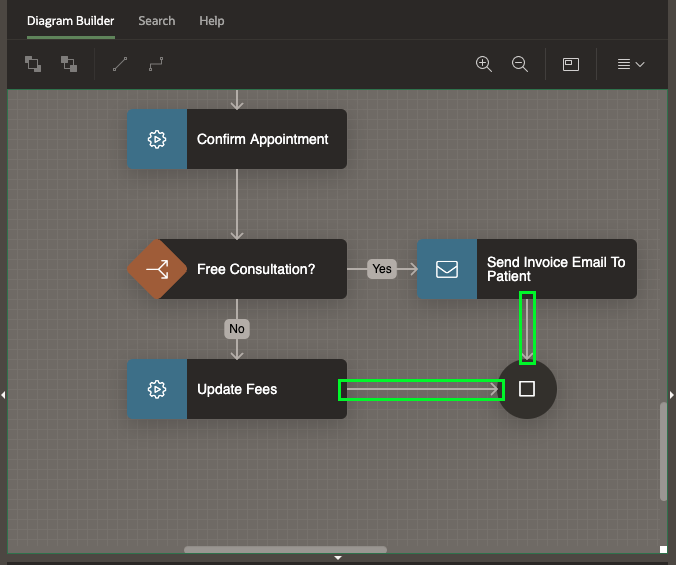 Diagram Builder
Search
Help
Confirm Appointment
Free Consultation?
Yes
Send Invoice Email To
Patient
No
Update Fees